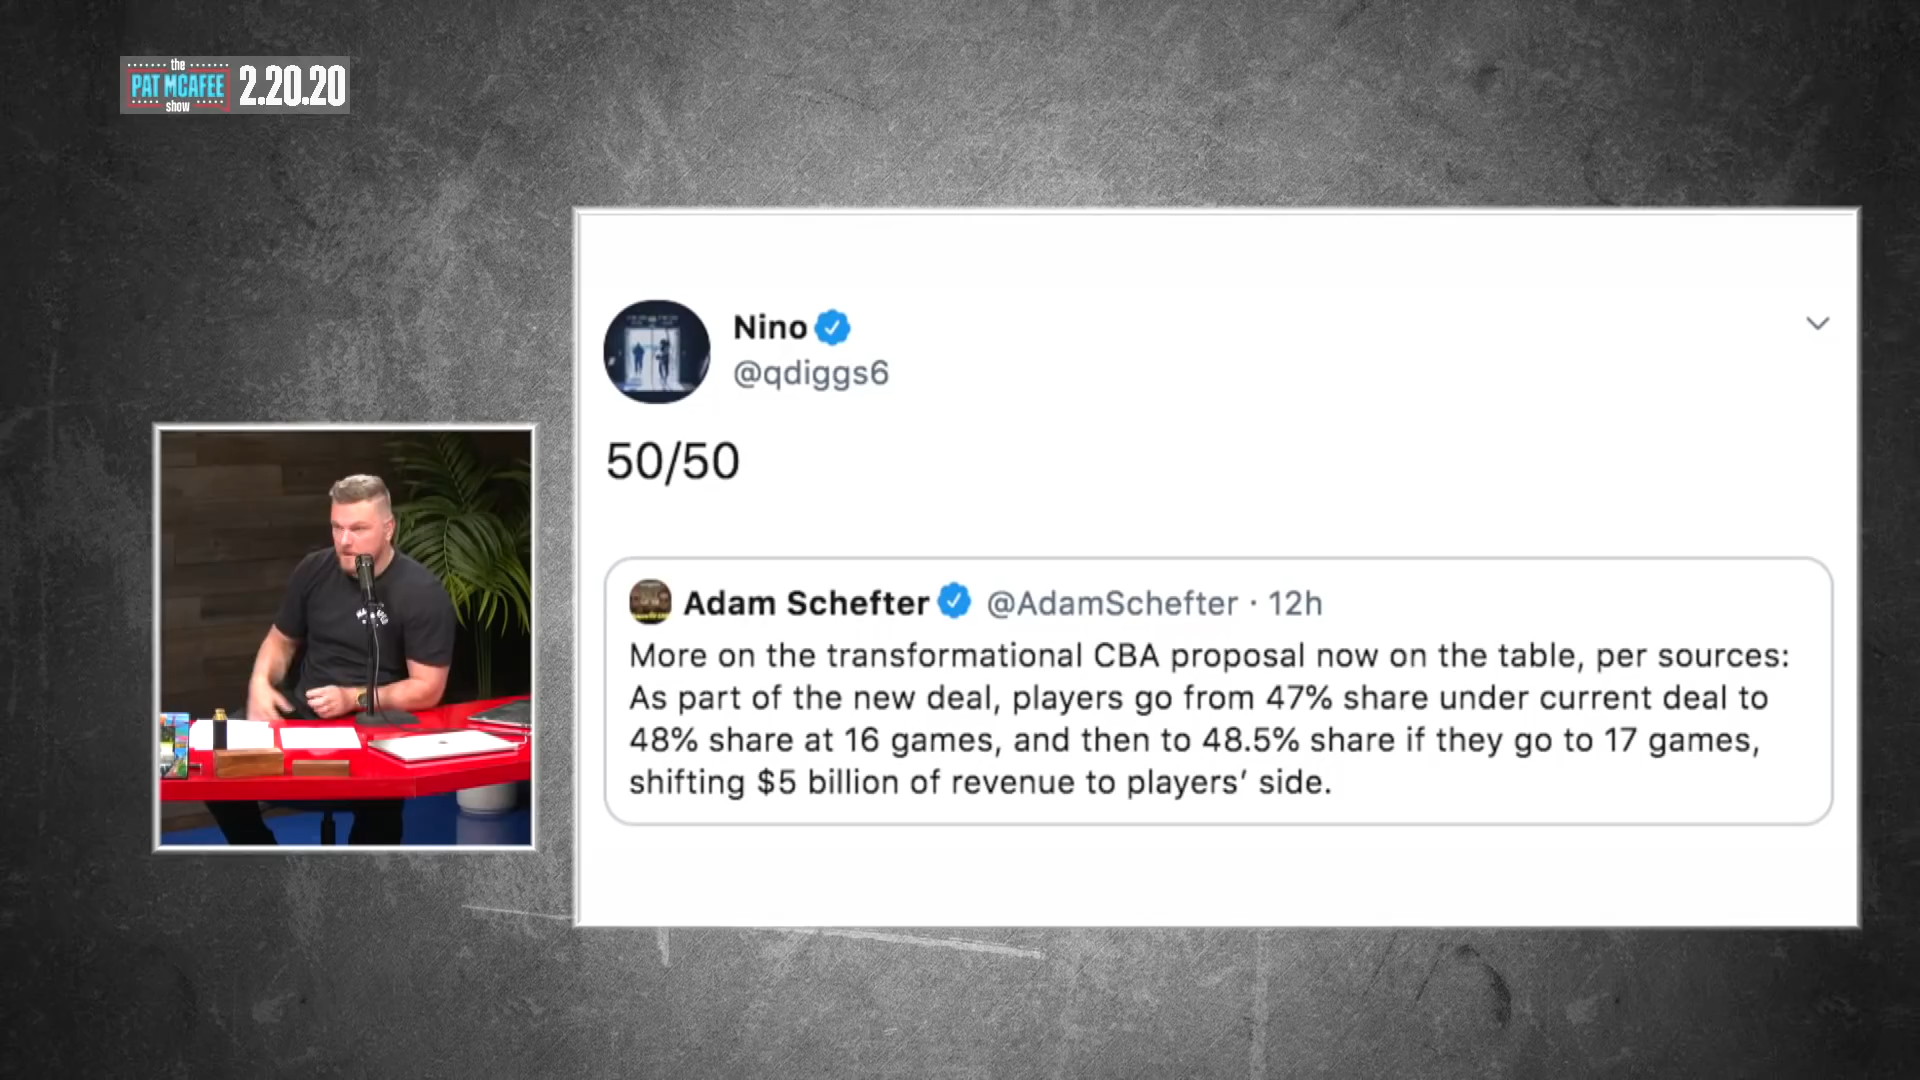 the
PAT MCAFEE
show
2.20.20
Nino
@qdiggs6
50/50
Adam Schefter @AdamSchefter · 12h
More on the transformational CBA proposal now on the table, per sources:
As part of the new deal, players go from 47% share under current deal to
48% share at 16 games, and then to 48.5% share if they go to 17 games,
shifting $5 billion of revenue to players’ side.